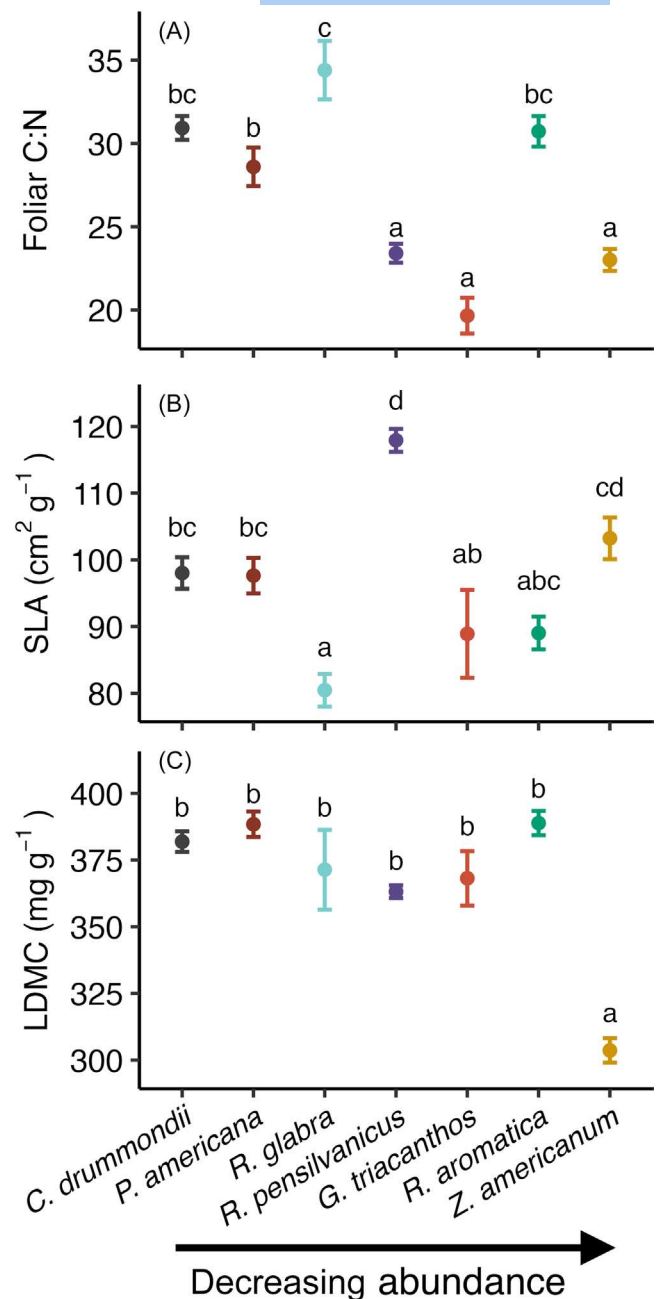 (A)
Foliar C:N
35
30
25
20
bc
b
c
a
a
bc
a
(B)
SLA (cm² g⁻¹ )
120
110
100
90
80
bc
bc
a
d
ab
abc
cd
(C)
LDMC (mg g⁻¹ )
400
375
350
325
300
b
b
b
b
b
b
a
C. drummondii
P. americana
R. glabra
R. pensilvanicus
G. triacanthos
R. aromatica
Z. americanum
Decreasing abundance